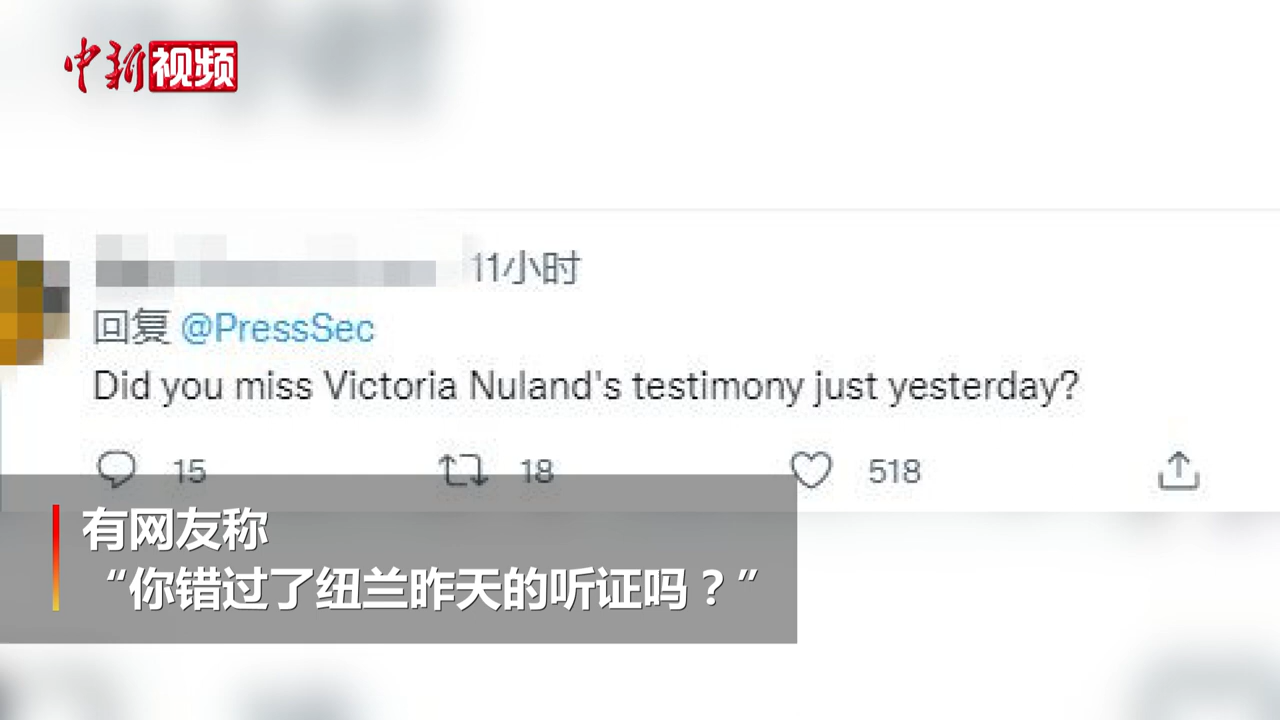 中新视频
11小时
回复 @PressSec
Did you miss Victoria Nuland's testimony just yesterday?
15 18 518
有网友称
“你错过了纽兰昨天的听证吗？”